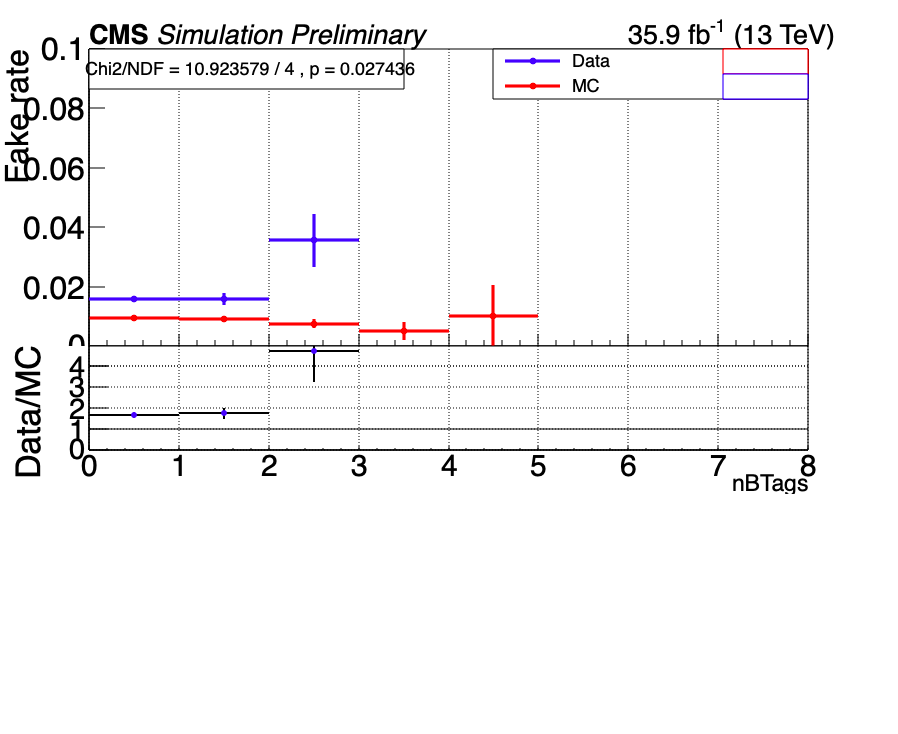 CMS Simulation Preliminary 35.9 fb-1 (13 TeV)
Chi2/NDF = 10.923579 / 4 , p = 0.027436
Data
MC
Fake rate
0.1
0.08
0.06
0.04
0.02
0
Data/MC
4
3
2
1
0
0 1 2 3 4 5 6 7 8
nBTags